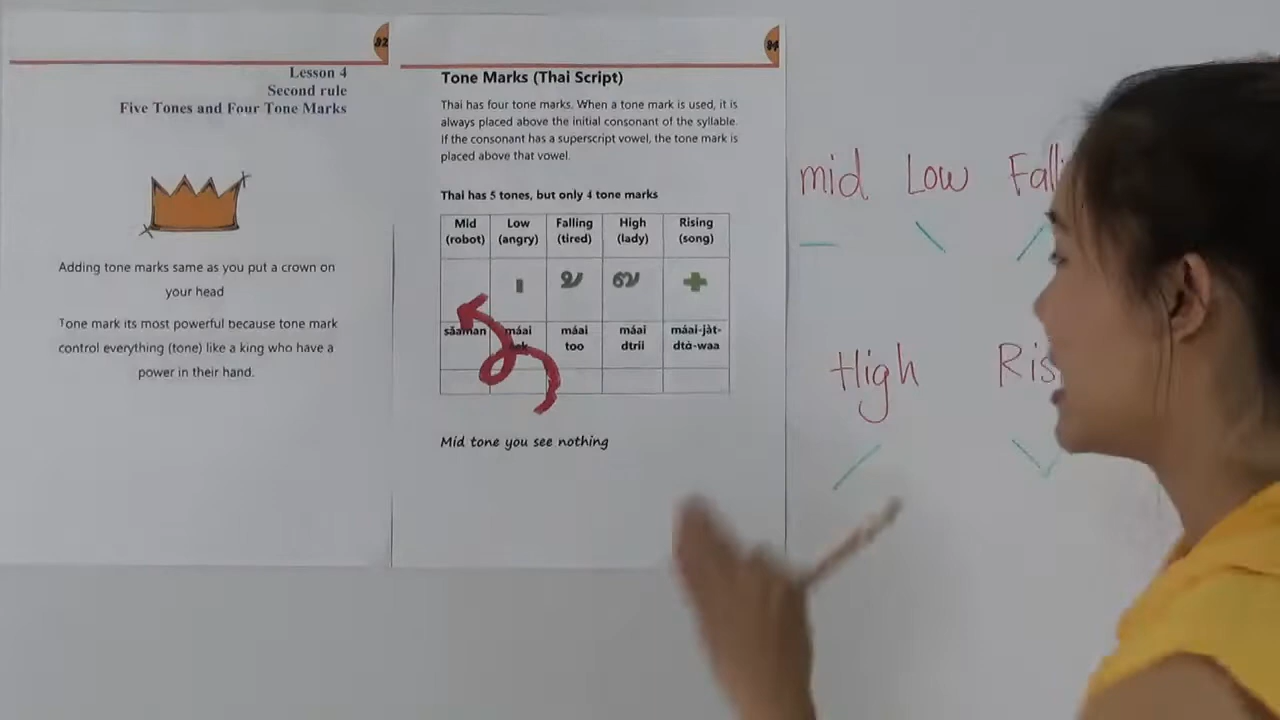 92
Lesson 4
Second rule
Five Tones and Four Tone Marks
Adding tone marks same as you put a crown on
your head
Tone mark its most powerful because tone mark
control everything (tone) like a king who have a
power in their hand.
94
Tone Marks (Thai Script)
Thai has four tone marks. When a tone mark is used, it is
always placed above the initial consonant of the syllable.
If the consonant has a superscript vowel, the tone mark is
placed above that vowel.
Thai has 5 tones, but only 4 tone marks
Mid Low Falling High Rising
(robot) (angry) (tired) (lady) (song)
săaman máai máai máai máai-jàt-
too dtrii dtà-waa
Mid tone you see nothing
mid Low
High